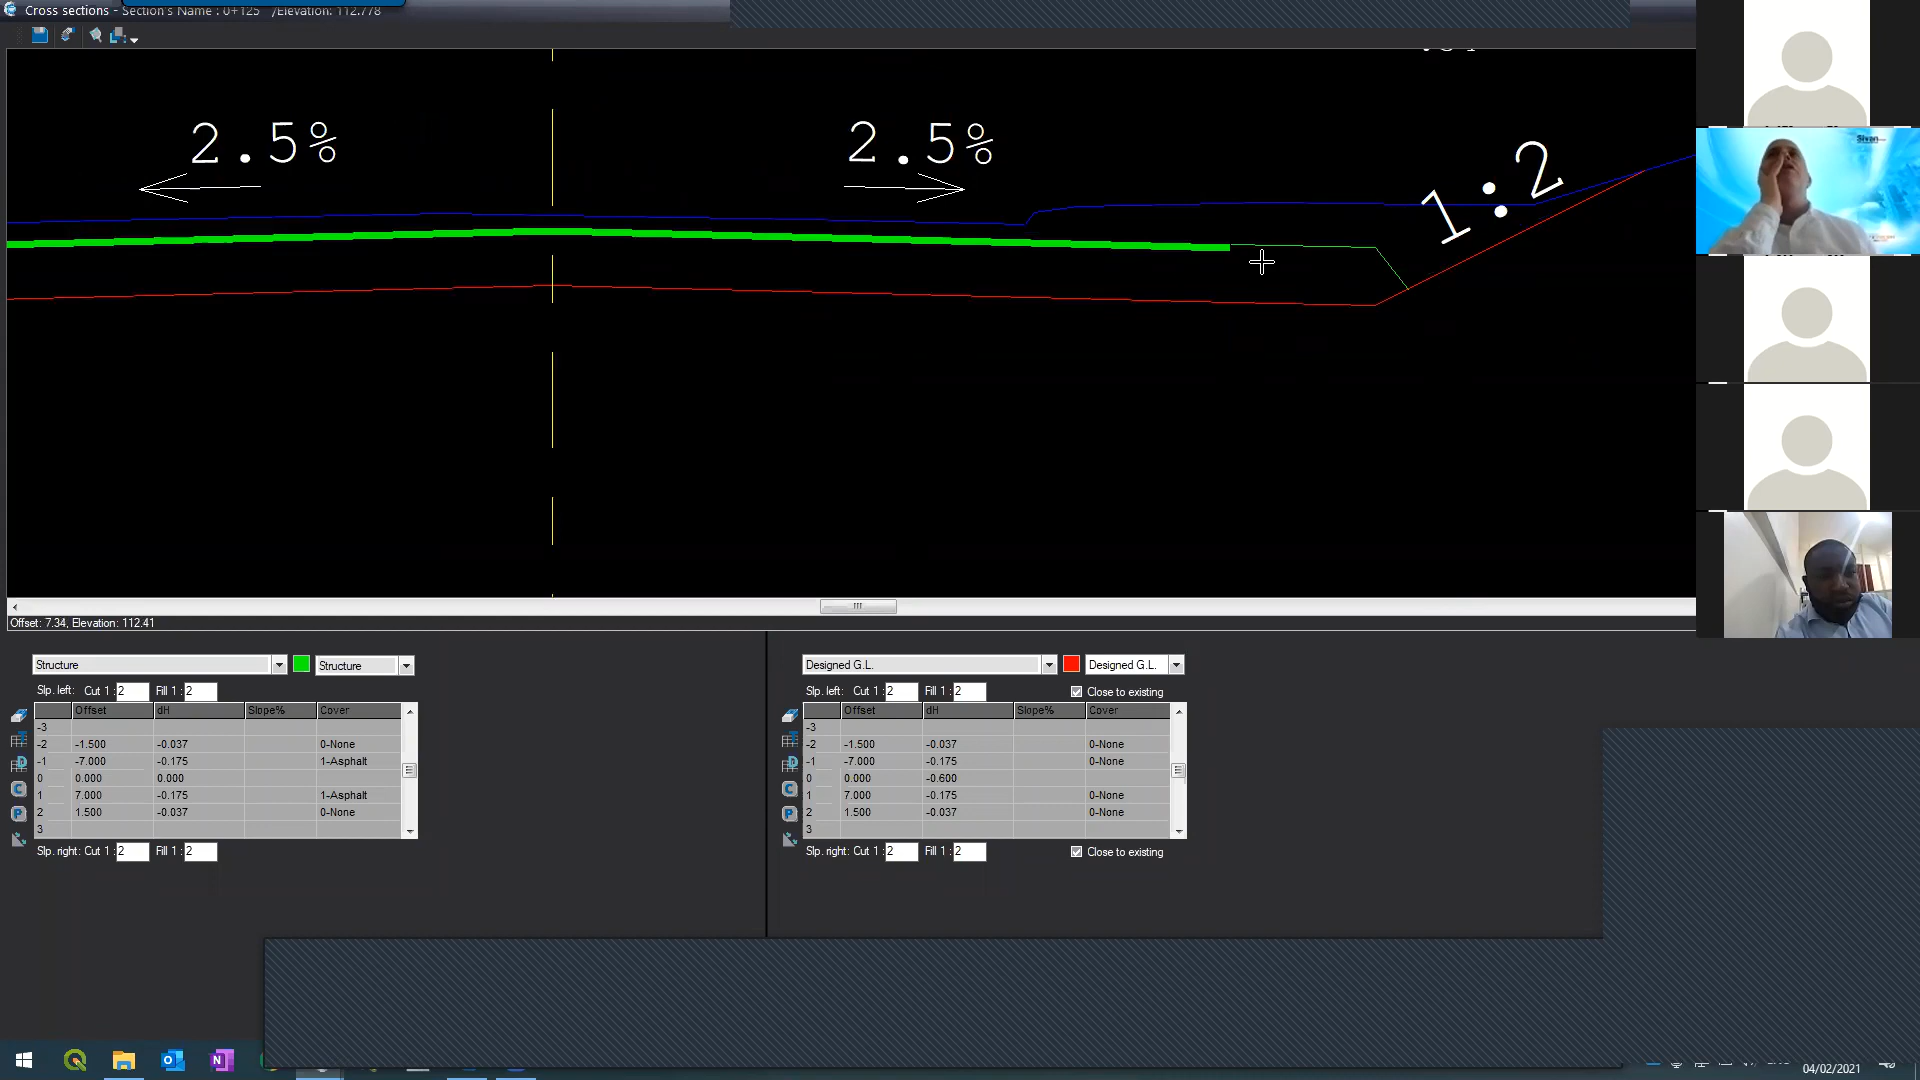 Cross sections - Section's Name : 0+125 /Elevation: 112.778
2.5%
2.5%
1:2
Offset: 7.34, Elevation: 112.41
Structure
Structure
Slp. left: Cut 1 : 2 Fill 1 : 2
Offset dH Slope% Cover
-3
-2 -1.500 -0.037 0-None
-1 -7.000 -0.175 1-Asphalt
0 0.000 0.000
1 7.000 -0.175 1-Asphalt
2 1.500 -0.037 0-None
3
Slp. right: Cut 1 : 2 Fill 1 : 2
Designed G.L.
Designed G.L.
Slp. left: Cut 1 : 2 Fill 1 : 2 Close to existing
Offset dH Slope% Cover
-3
-2 -1.500 -0.037 0-None
-1 -7.000 -0.175 0-None
0 0.000 -0.600
1 7.000 -0.175 0-None
2 1.500 -0.037 0-None
3
Slp. right: Cut 1 : 2 Fill 1 : 2 Close to existing
04/02/2021